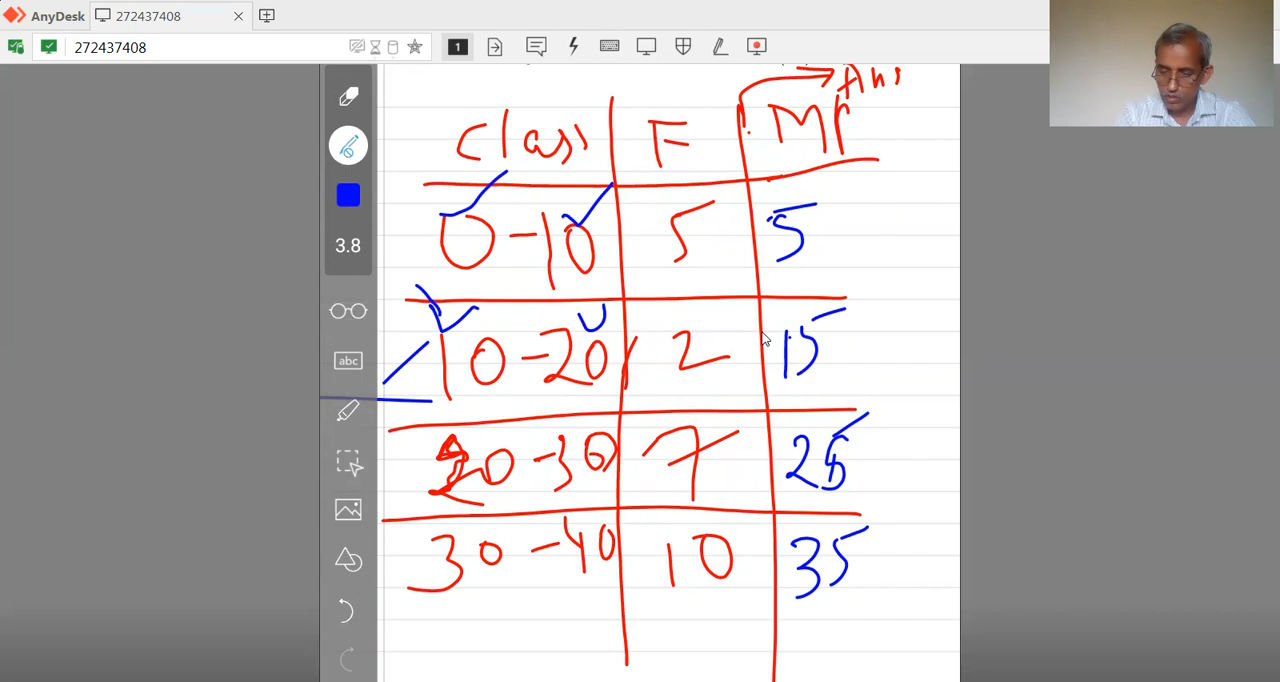 AnyDesk 272437408
272437408 1
Ans
Class F MP
0-10 5 5
10-20 2 15
20-30 7 25
30-40 10 35
3.8
abc